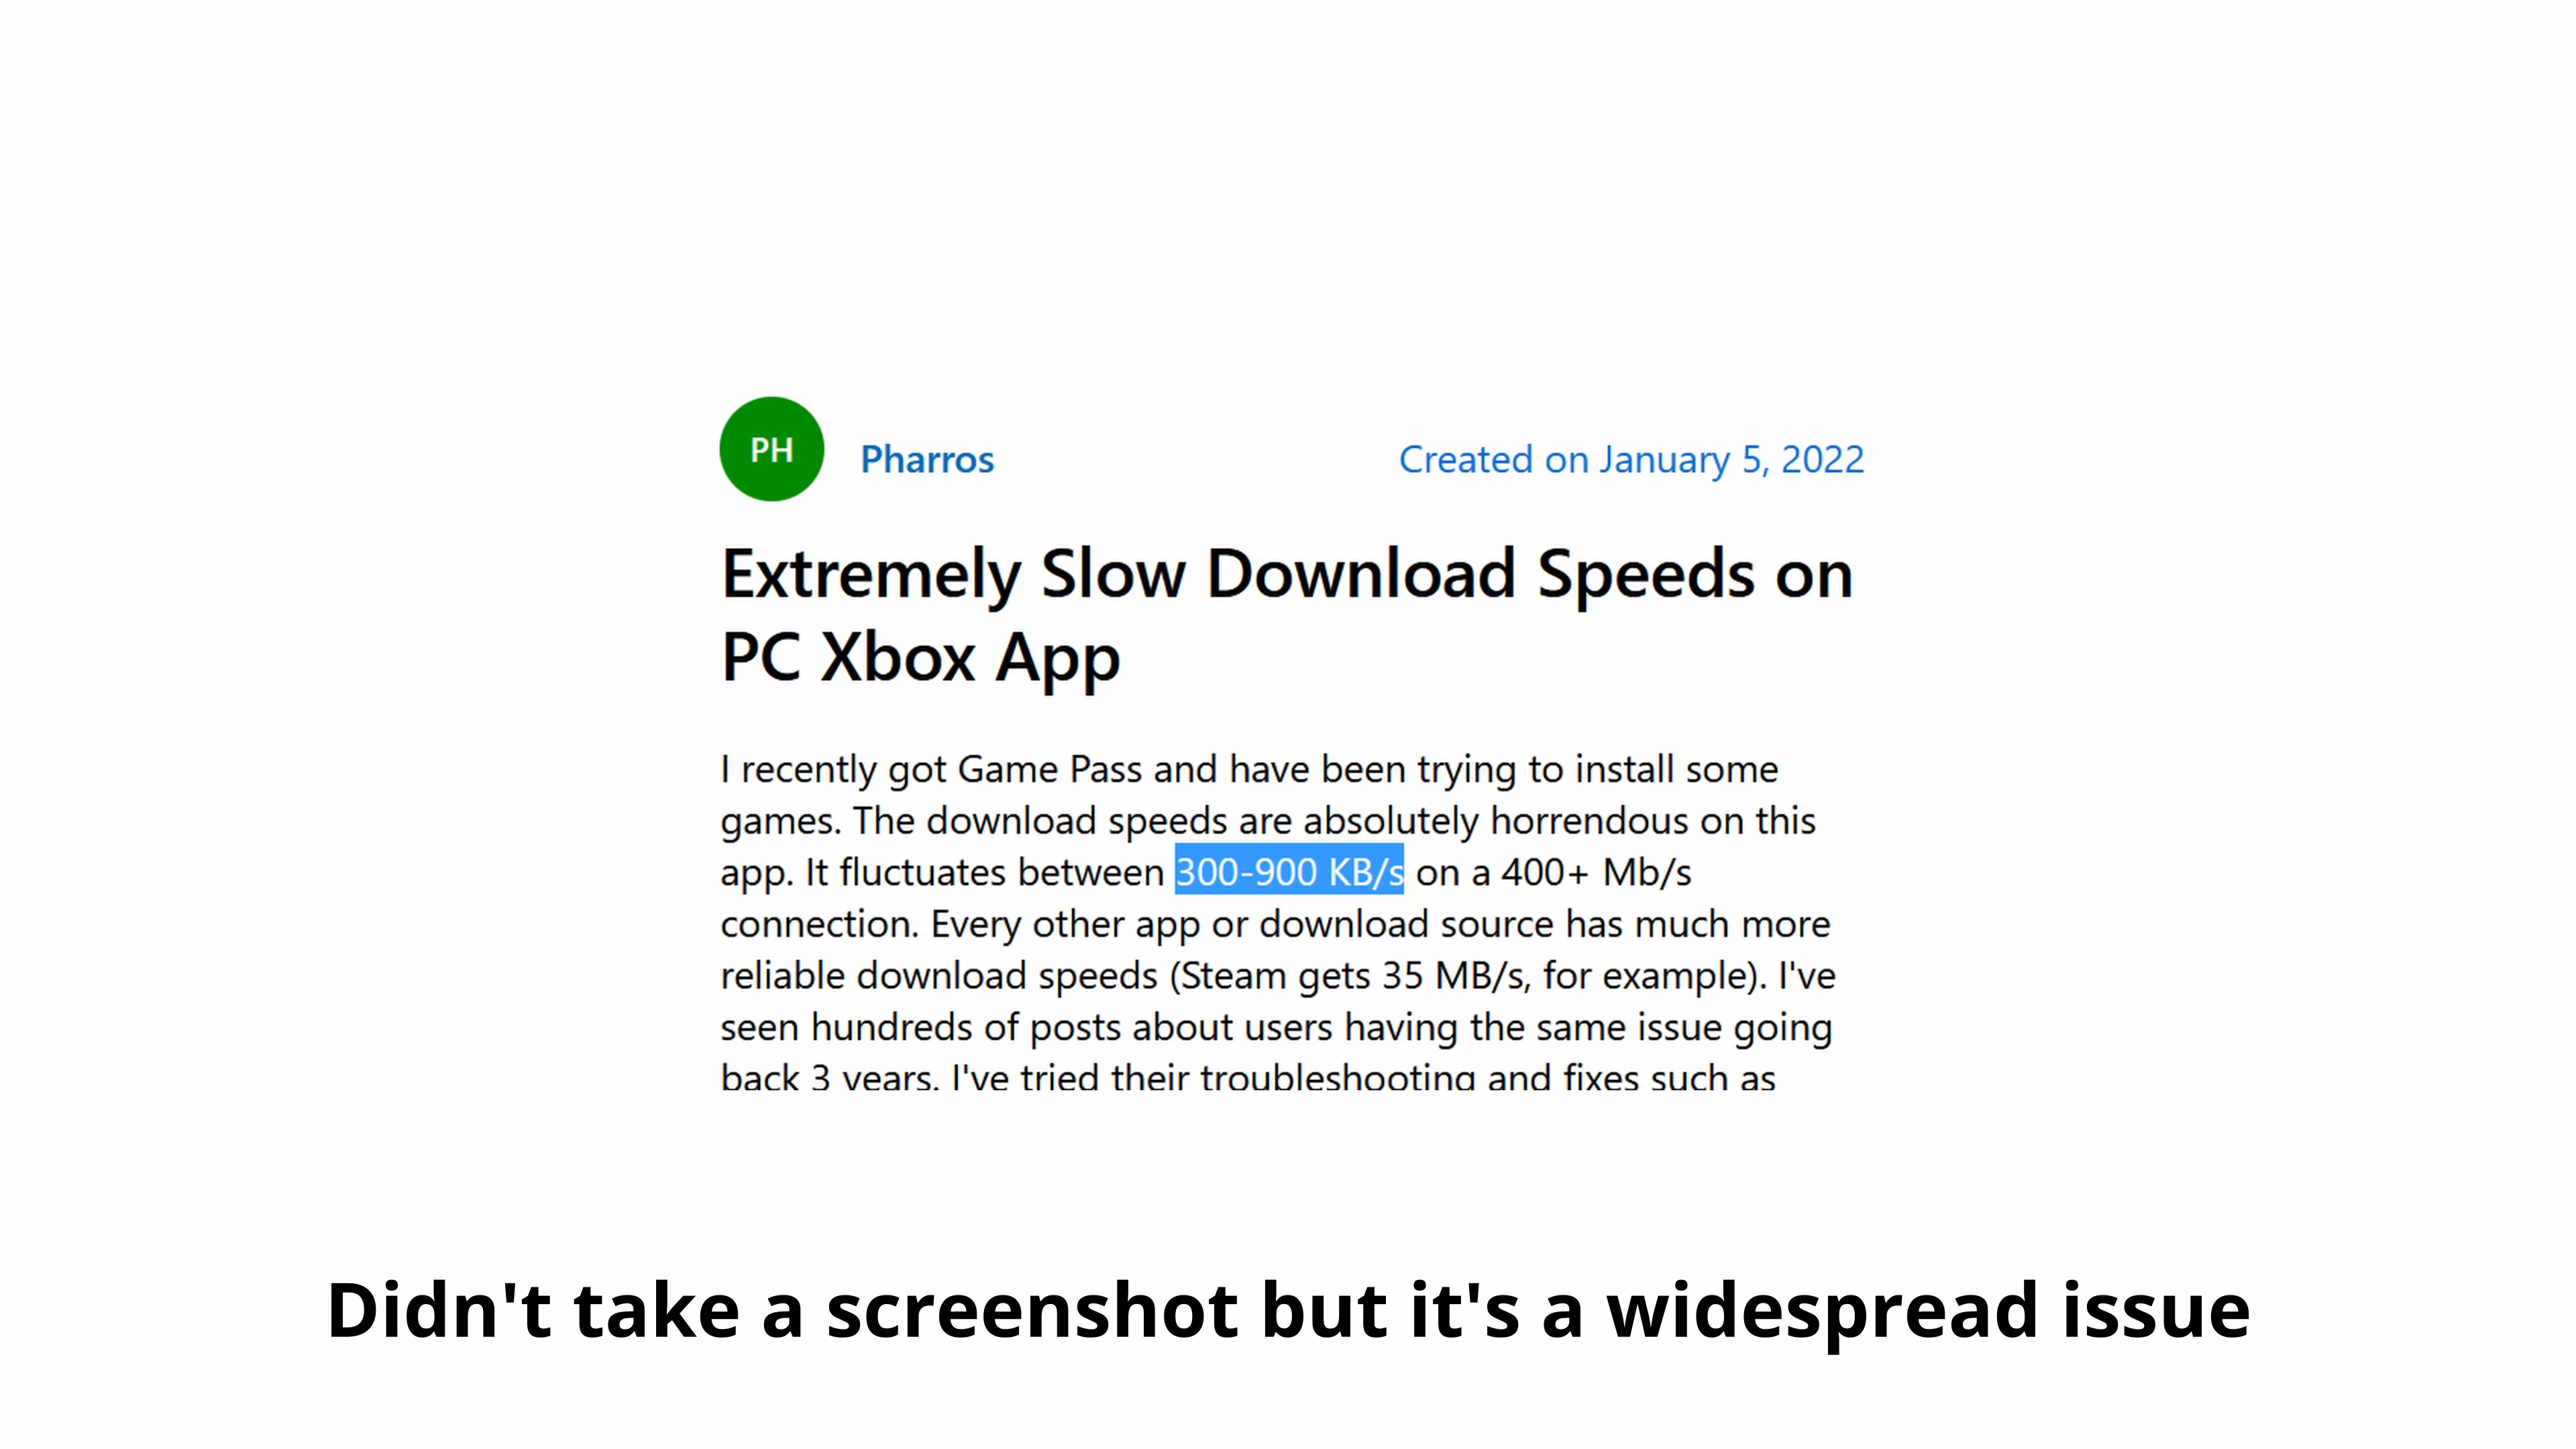 PH
Pharros
Created on January 5, 2022
Extremely Slow Download Speeds on
PC Xbox App
I recently got Game Pass and have been trying to install some
games. The download speeds are absolutely horrendous on this
app. It fluctuates between 300-900 KB/s on a 400+ Mb/s
connection. Every other app or download source has much more
reliable download speeds (Steam gets 35 MB/s, for example). I've
seen hundreds of posts about users having the same issue going
back 3 years. I've tried their troubleshooting and fixes such as
Didn't take a screenshot but it's a widespread issue